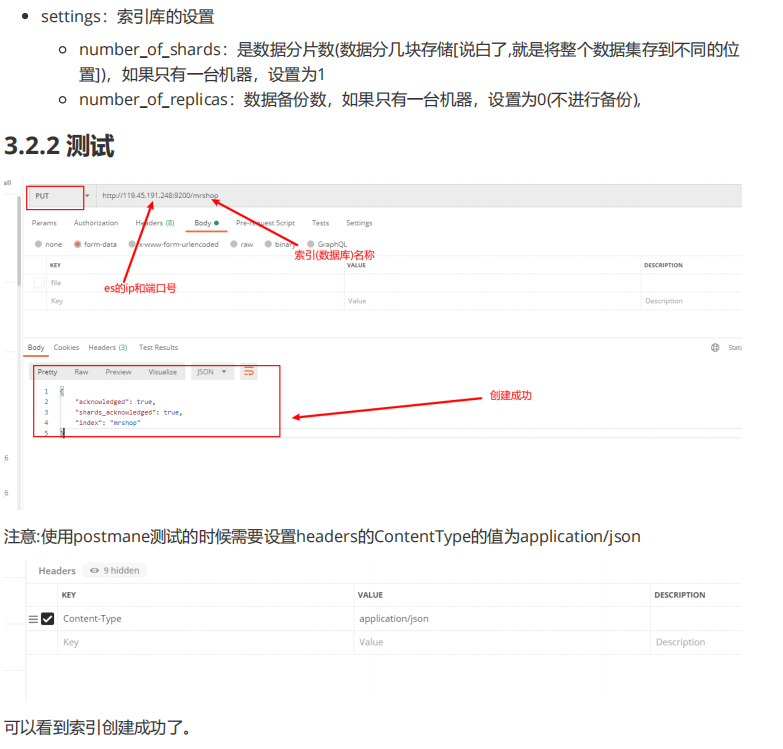 settings：索引库的设置
number_of_shards：是数据分片数(数据分几块存储[说白了,就是将整个数据集存到不同的位
置])，如果只有一台机器，设置为1
number_of_replicas：数据备份数，如果只有一台机器，设置为0(不进行备份),
3.2.2 测试
all
PUT http://119.45.191.248:9200/mrshop
Params Authorization Headers (8) Body Pre-request Script Tests Settings
none form-data x-www-form-urlencoded raw binary GraphQL
索引(数据库)名称
KEY VALUE DESCRIPTION
file
es的ip和端口号
Key Value Description
Body Cookies Headers (3) Test Results Statu
Pretty Raw Preview Visualize JSON
1 {
2 "acknowledged": true,
3 "shards_acknowledged": true,
4 "index": "mrshop"
5 }
创建成功
注意:使用postmane测试的时候需要设置headers的ContentType的值为application/json
Headers 9 hidden
KEY VALUE DESCRIPTION
Content-Type application/json
Key Value Description
可以看到索引创建成功了。